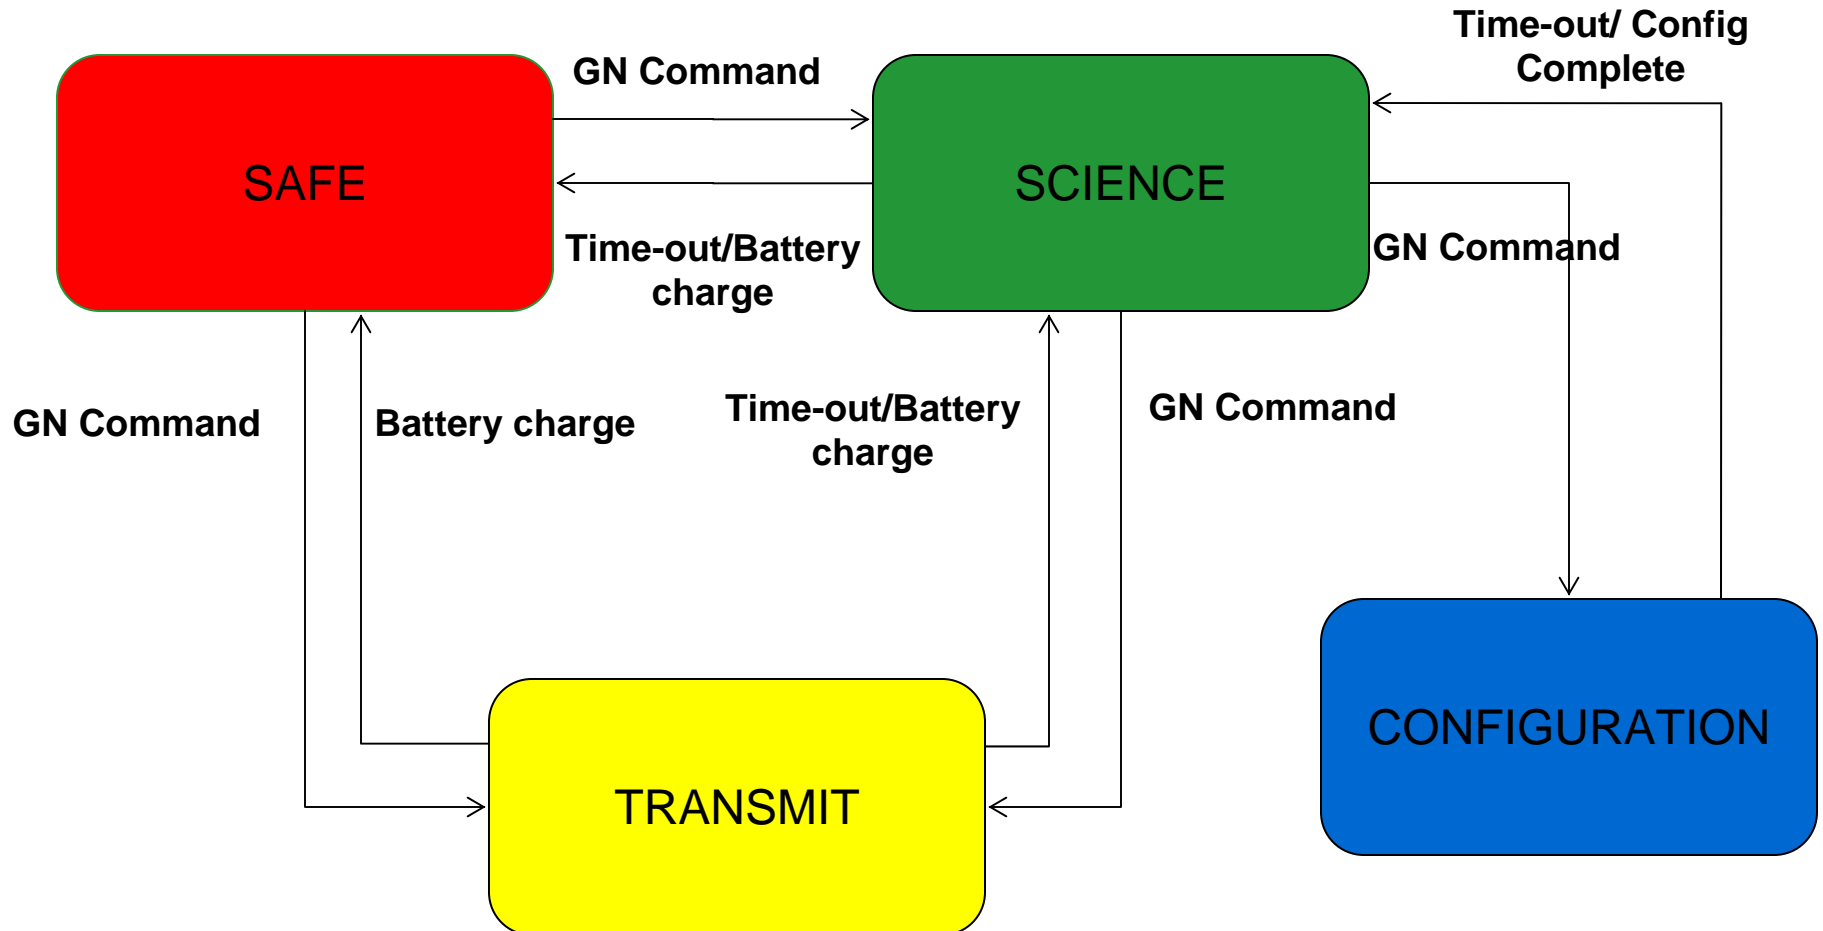 Time-out/ Config
Complete
GN Command
SAFE
SCIENCE
Time-out/Battery
charge
GN Command
GN Command
Battery charge
Time-out/Battery
charge
GN Command
CONFIGURATION
TRANSMIT